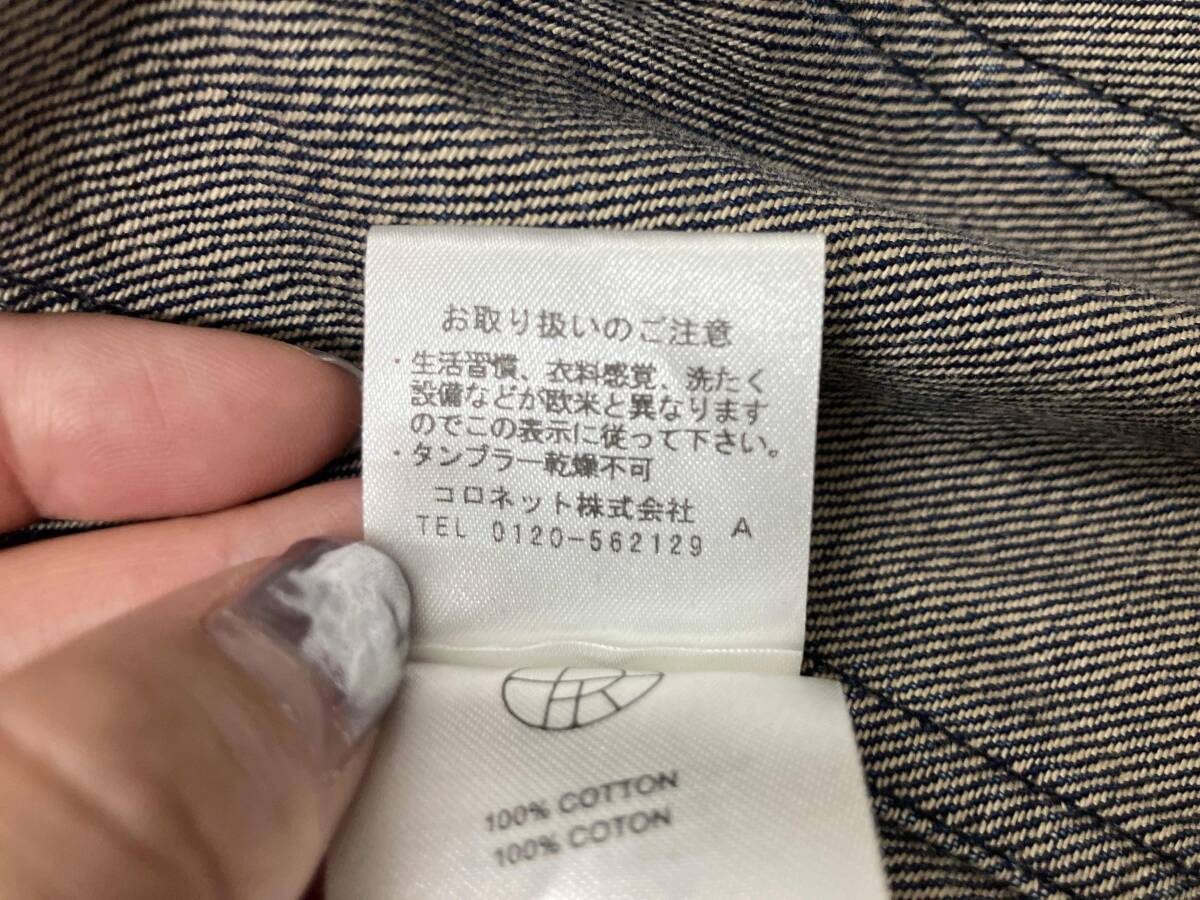 お取り扱いのご注意
・生活習慣、衣料感覚、洗たく
設備などが欧米と異なります
のでこの表示に従って下さい。
・タンブラー乾燥不可
コロネット株式会社 A
TEL 0120-562129
100% COTTON
100% COTON